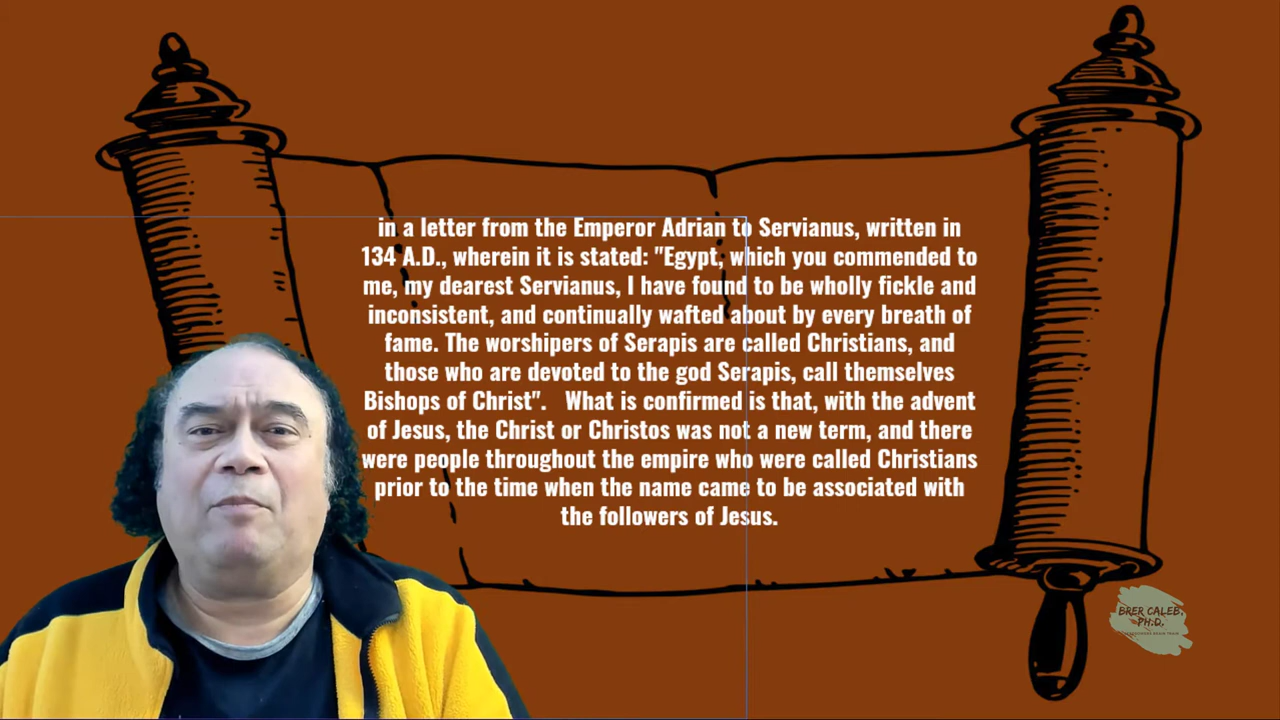 in a letter from the Emperor Adrian to Servianus, written in
134 A.D., wherein it is stated: "Egypt, which you commended to
me, my dearest Servianus, I have found to be wholly fickle and
inconsistent, and continually wafted about by every breath of
fame. The worshipers of Serapis are called Christians, and
those who are devoted to the god Serapis, call themselves
Bishops of Christ".   What is confirmed is that, with the advent
of Jesus, the Christ or Christos was not a new term, and there
were people throughout the empire who were called Christians
prior to the time when the name came to be associated with
the followers of Jesus.
BRER CALEB,
PH.D.